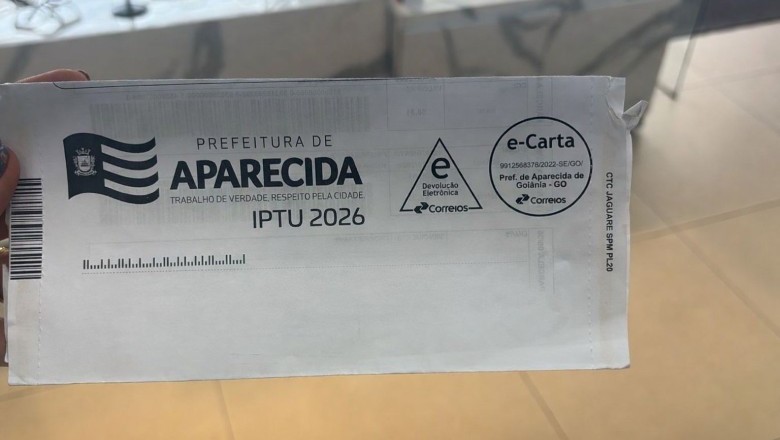 PREFEITURA DE
APARECIDA
TRABALHO DE VERDADE. RESPEITO PELA CIDADE.
IPTU 2026
e
Devolução
Eletrônica
Correios
e-Carta
9912568376/2022-SE/GO/
Pref. de Aparecida de
Goiânia - GO
Correios
CTC JAGUARE SPM PL20